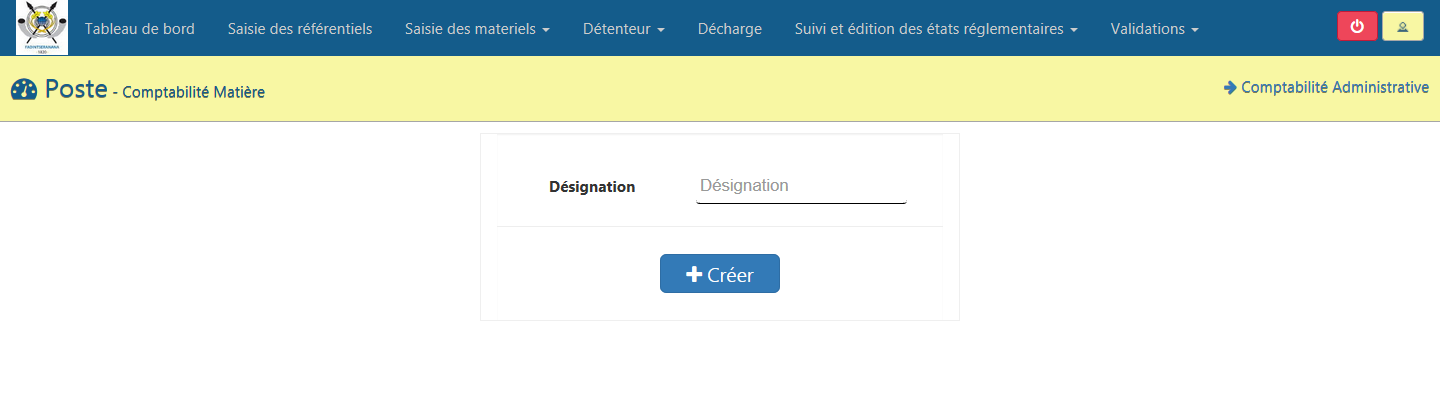 Tableau de bord Saisie des référentiels Saisie des materiels Détenteur Décharge Suivi et édition des états réglementaires Validations
Poste - Comptabilité Matière
Comptabilité Administrative
Désignation Désignation
Créer